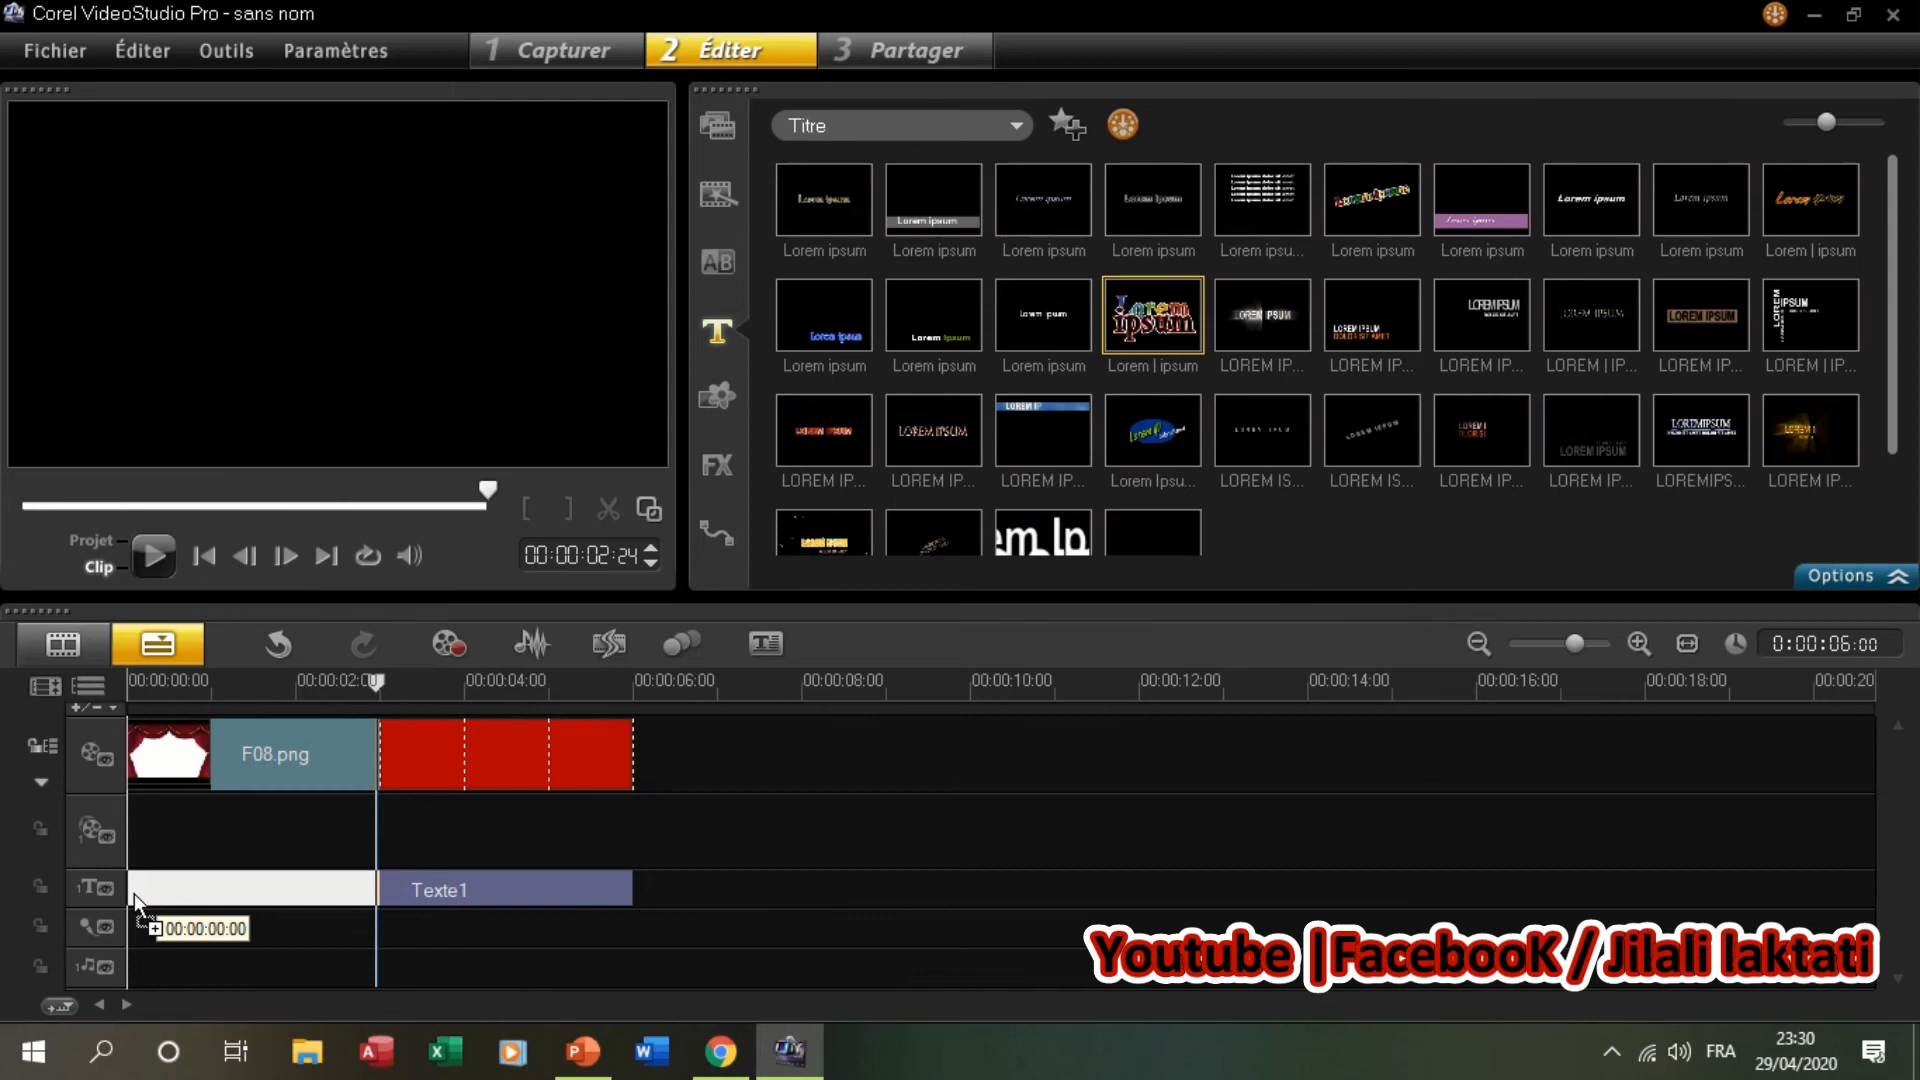 Corel VideoStudio Pro - sans nom
Fichier Éditer Outils Paramètres 1 Capturer 2 Éditer 3 Partager
Titre
Lorem ipsum Lorem ipsum Lorem ipsum Lorem ipsum Lorem ipsu... Lorem ipsum Lorem ipsum Lorem ipsum Lorem ipsum Lorem | ipsum
Lorem ipsum Lorem ipsum Lorem ipsum Lorem | ipsum LOREM IP... LOREM IP... LOREM IP... LOREM | IP... LOREM IP... LOREM | IP...
LOREM IP... LOREM IP... LOREM IP... Lorem Ipsu... LOREM IS... LOREM IS... LOREM IP... LOREM IP... LOREMIPS... LOREM IP...
AB
T
FX
Projet
Clip
00:00:02:24
Options
0:00:06:00
00:00:00:00 00:00:02:00 00:00:04:00 00:00:06:00 00:00:08:00 00:00:10:00 00:00:12:00 00:00:14:00 00:00:16:00 00:00:18:00 00:00:20
F08.png
Texte1
00:00:00:00
Youtube |FacebooK / Jilali laktati
FRA
23:30
29/04/2020